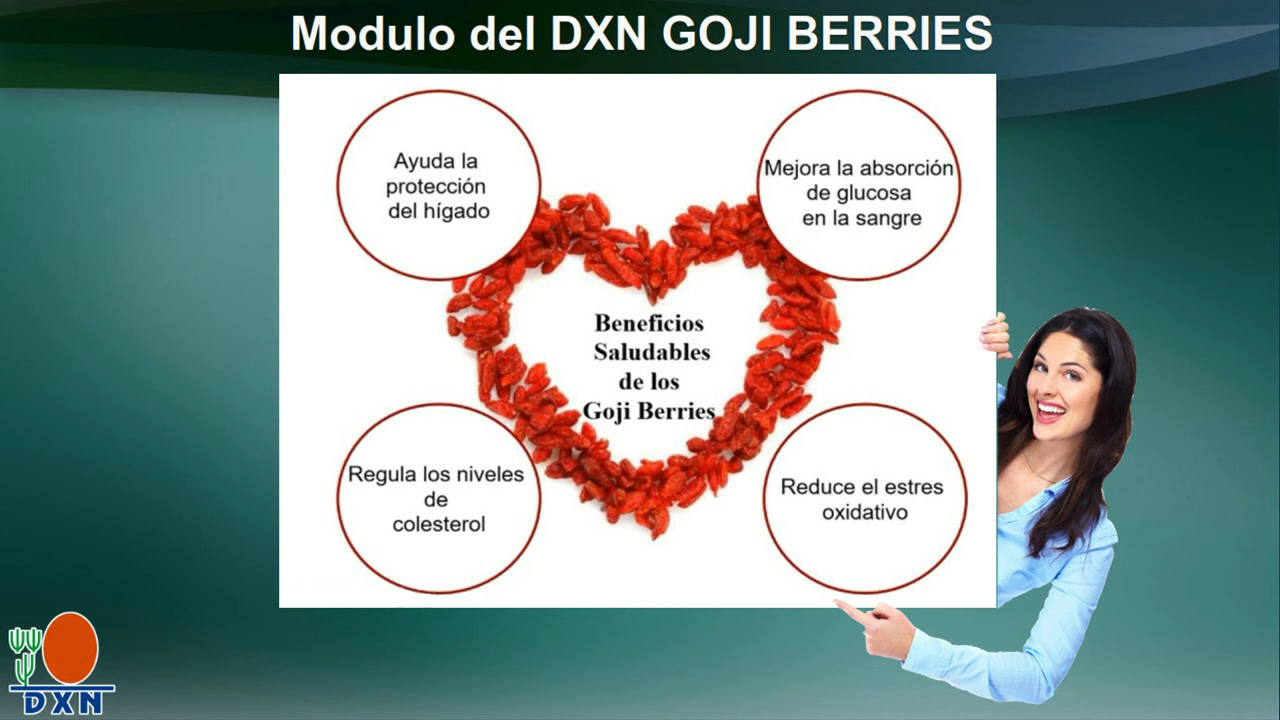 Modulo del DXN GOJI BERRIES
Ayuda la
protección
del hígado
Mejora la absorción
de glucosa
en la sangre
Beneficios
Saludables
de los
Goji Berries
Regula los niveles
de
colesterol
Reduce el estres
oxidativo
DXN